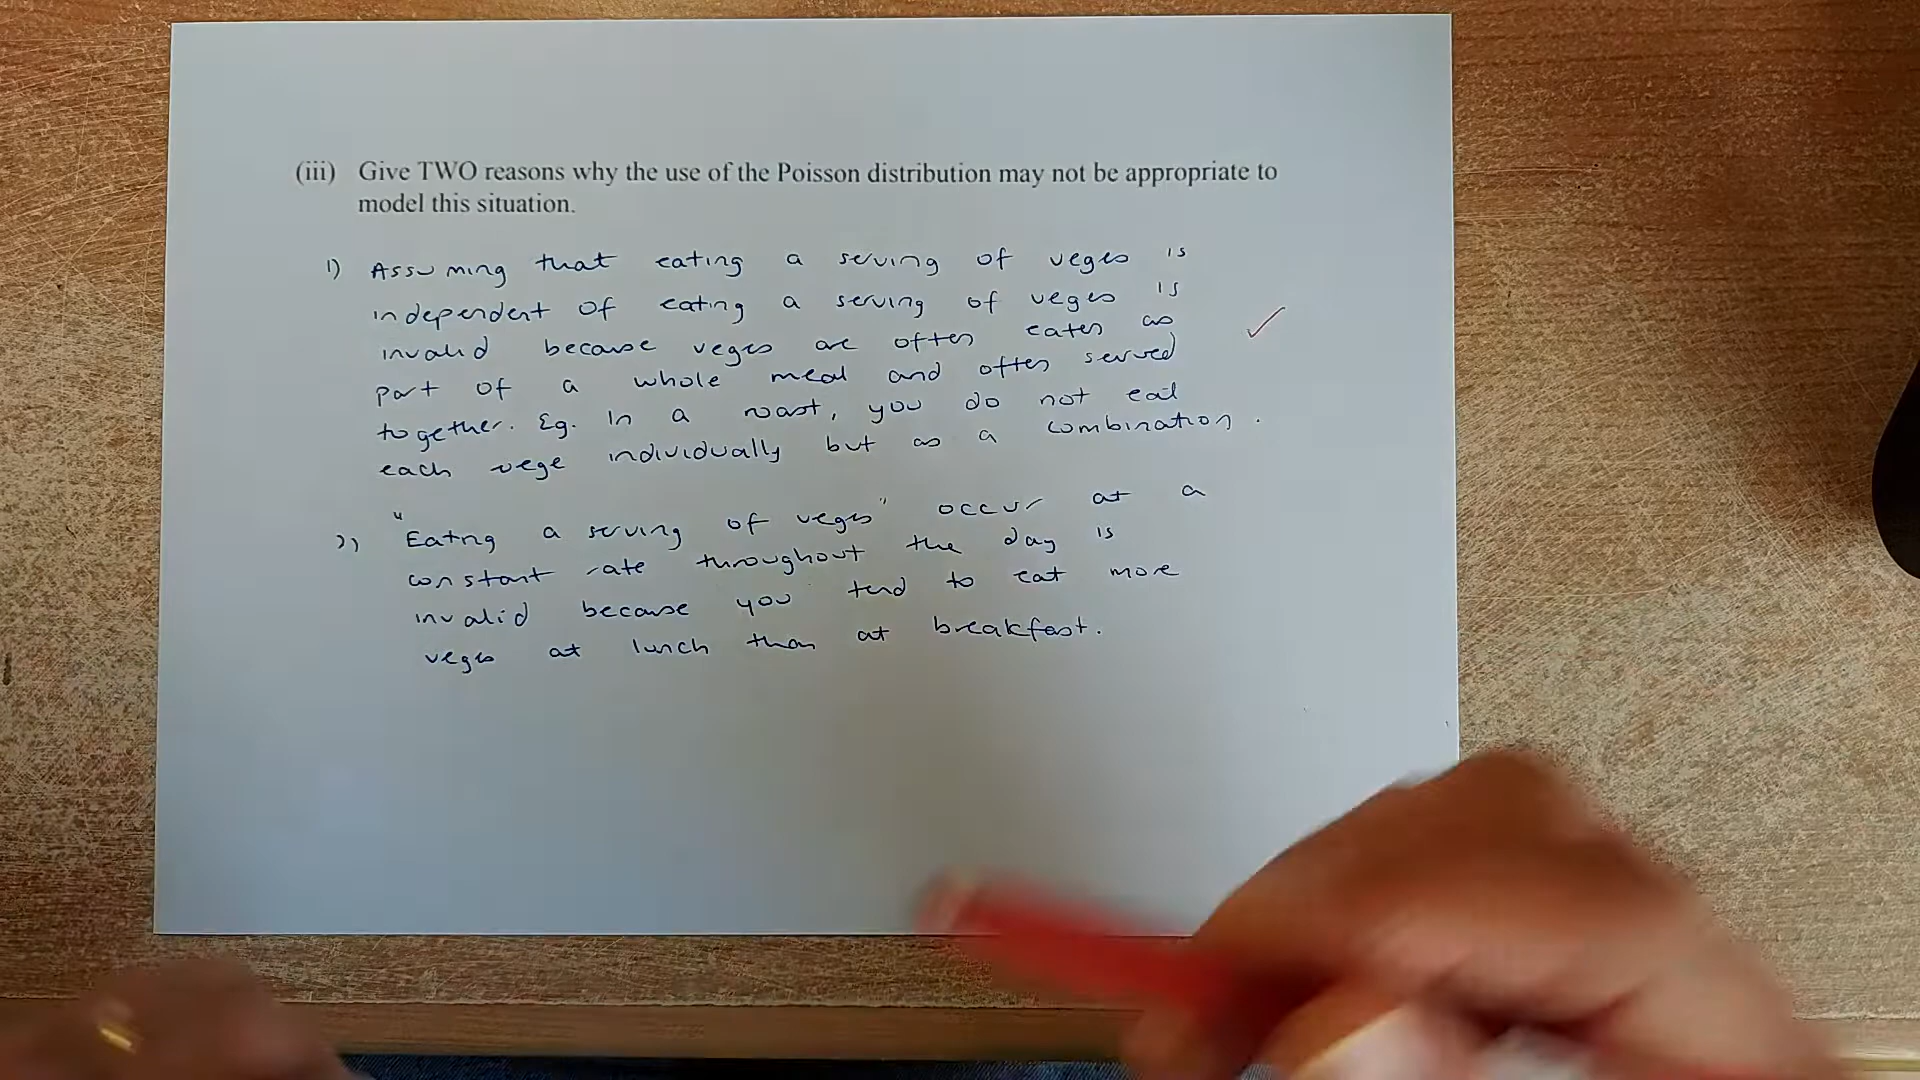 (iii) Give TWO reasons why the use of the Poisson distribution may not be appropriate to
model this situation.
1) Assuming that eating a serving of veges is
independent of eating a serving of veges is
invalid because veges are often eaten as
part of a whole meal and often served
together. Eg. In a roast, you do not eat
each vege individually but as a combination.
2) "Eating a serving of veges" occur at a
constant rate throughout the day is
invalid because you tend to eat more
veges at lunch than at breakfast.